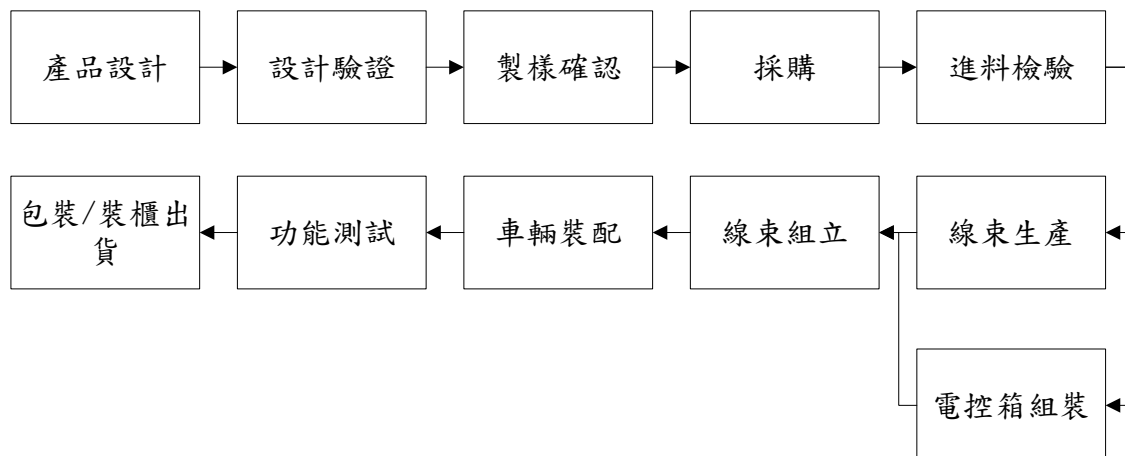 產品設計
設計驗證
製樣確認
採購
進料檢驗
包裝/裝櫃出
貨
功能測試
車輛裝配
線束組立
線束生產
電控箱組裝